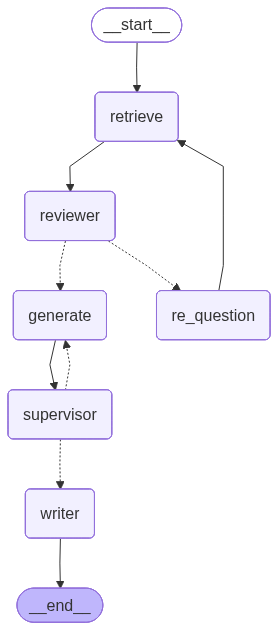 __start__
retrieve
reviewer
generate
re_question
supervisor
writer
__end__